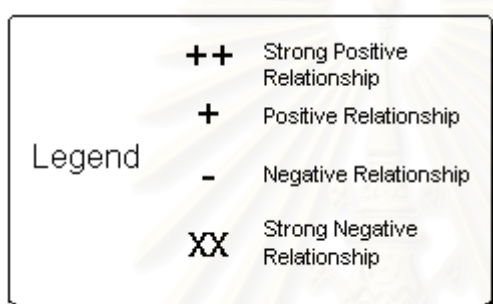 Legend
++ Strong Positive
Relationship
+ Positive Relationship
- Negative Relationship
XX Strong Negative
Relationship